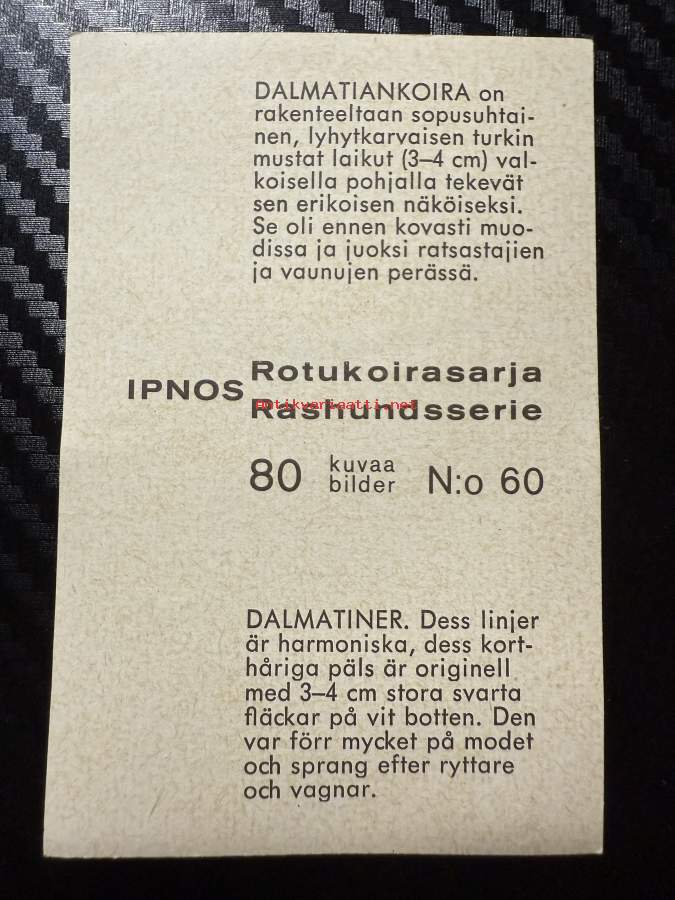 DALMATIANKOIRA on
rakenteeltaan sopusuhtai-
nen, lyhytkarvaisen turkin
mustat laikut (3–4 cm) val-
koisella pohjalla tekevät
sen erikoisen näköiseksi.
Se oli ennen kovasti muo-
dissa ja juoksi ratsastajien
ja vaunujen perässä.
IPNOS Rotukoirasarja
Antikvariaatti.net
Rashundsserie
80 kuvaa bilder N:o 60
DALMATINER. Dess linjer
är harmoniska, dess kort-
håriga päls är originell
med 3–4 cm stora svarta
fläckar på vit botten. Den
var förr mycket på modet
och sprang efter ryttare
och vagnar.